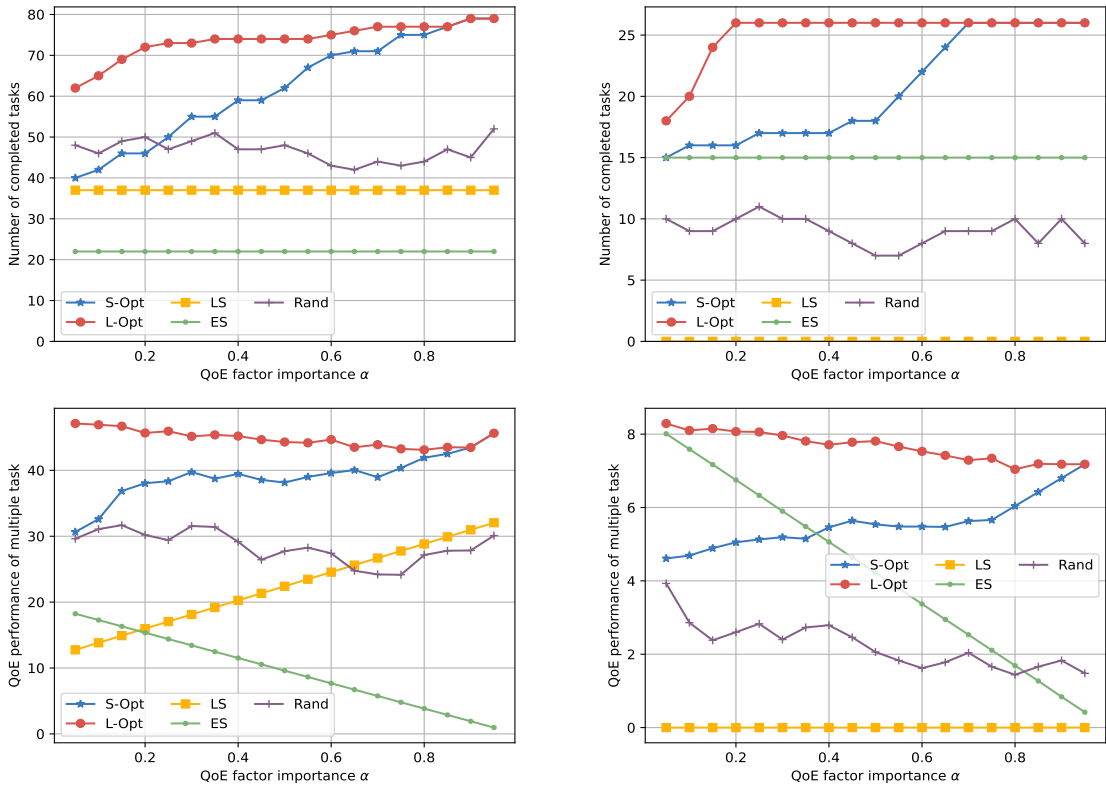 Number of completed tasks
80
70
60
50
40
30
20
10
0
S-Opt LS Rand
L-Opt ES
0.2 0.4 0.6 0.8
QoE factor importance α
Number of completed tasks
25
20
15
10
5
0
S-Opt LS Rand
L-Opt ES
0.2 0.4 0.6 0.8
QoE factor importance α
QoE performance of multiple task
40
30
20
10
0
S-Opt LS Rand
L-Opt ES
0.2 0.4 0.6 0.8
QoE factor importance α
QoE performance of multiple task
8
6
4
2
0
S-Opt LS Rand
L-Opt ES
0.2 0.4 0.6 0.8
QoE factor importance α